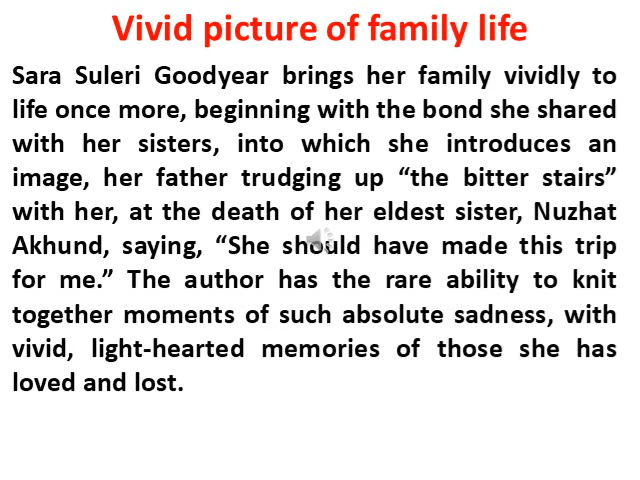 Vivid picture of family life
Sara Suleri Goodyear brings her family vividly to
life once more, beginning with the bond she shared
with her sisters, into which she introduces an
image, her father trudging up “the bitter stairs”
with her, at the death of her eldest sister, Nuzhat
Akhund, saying, “She should have made this trip
for me.” The author has the rare ability to knit
together moments of such absolute sadness, with
vivid, light-hearted memories of those she has
loved and lost.